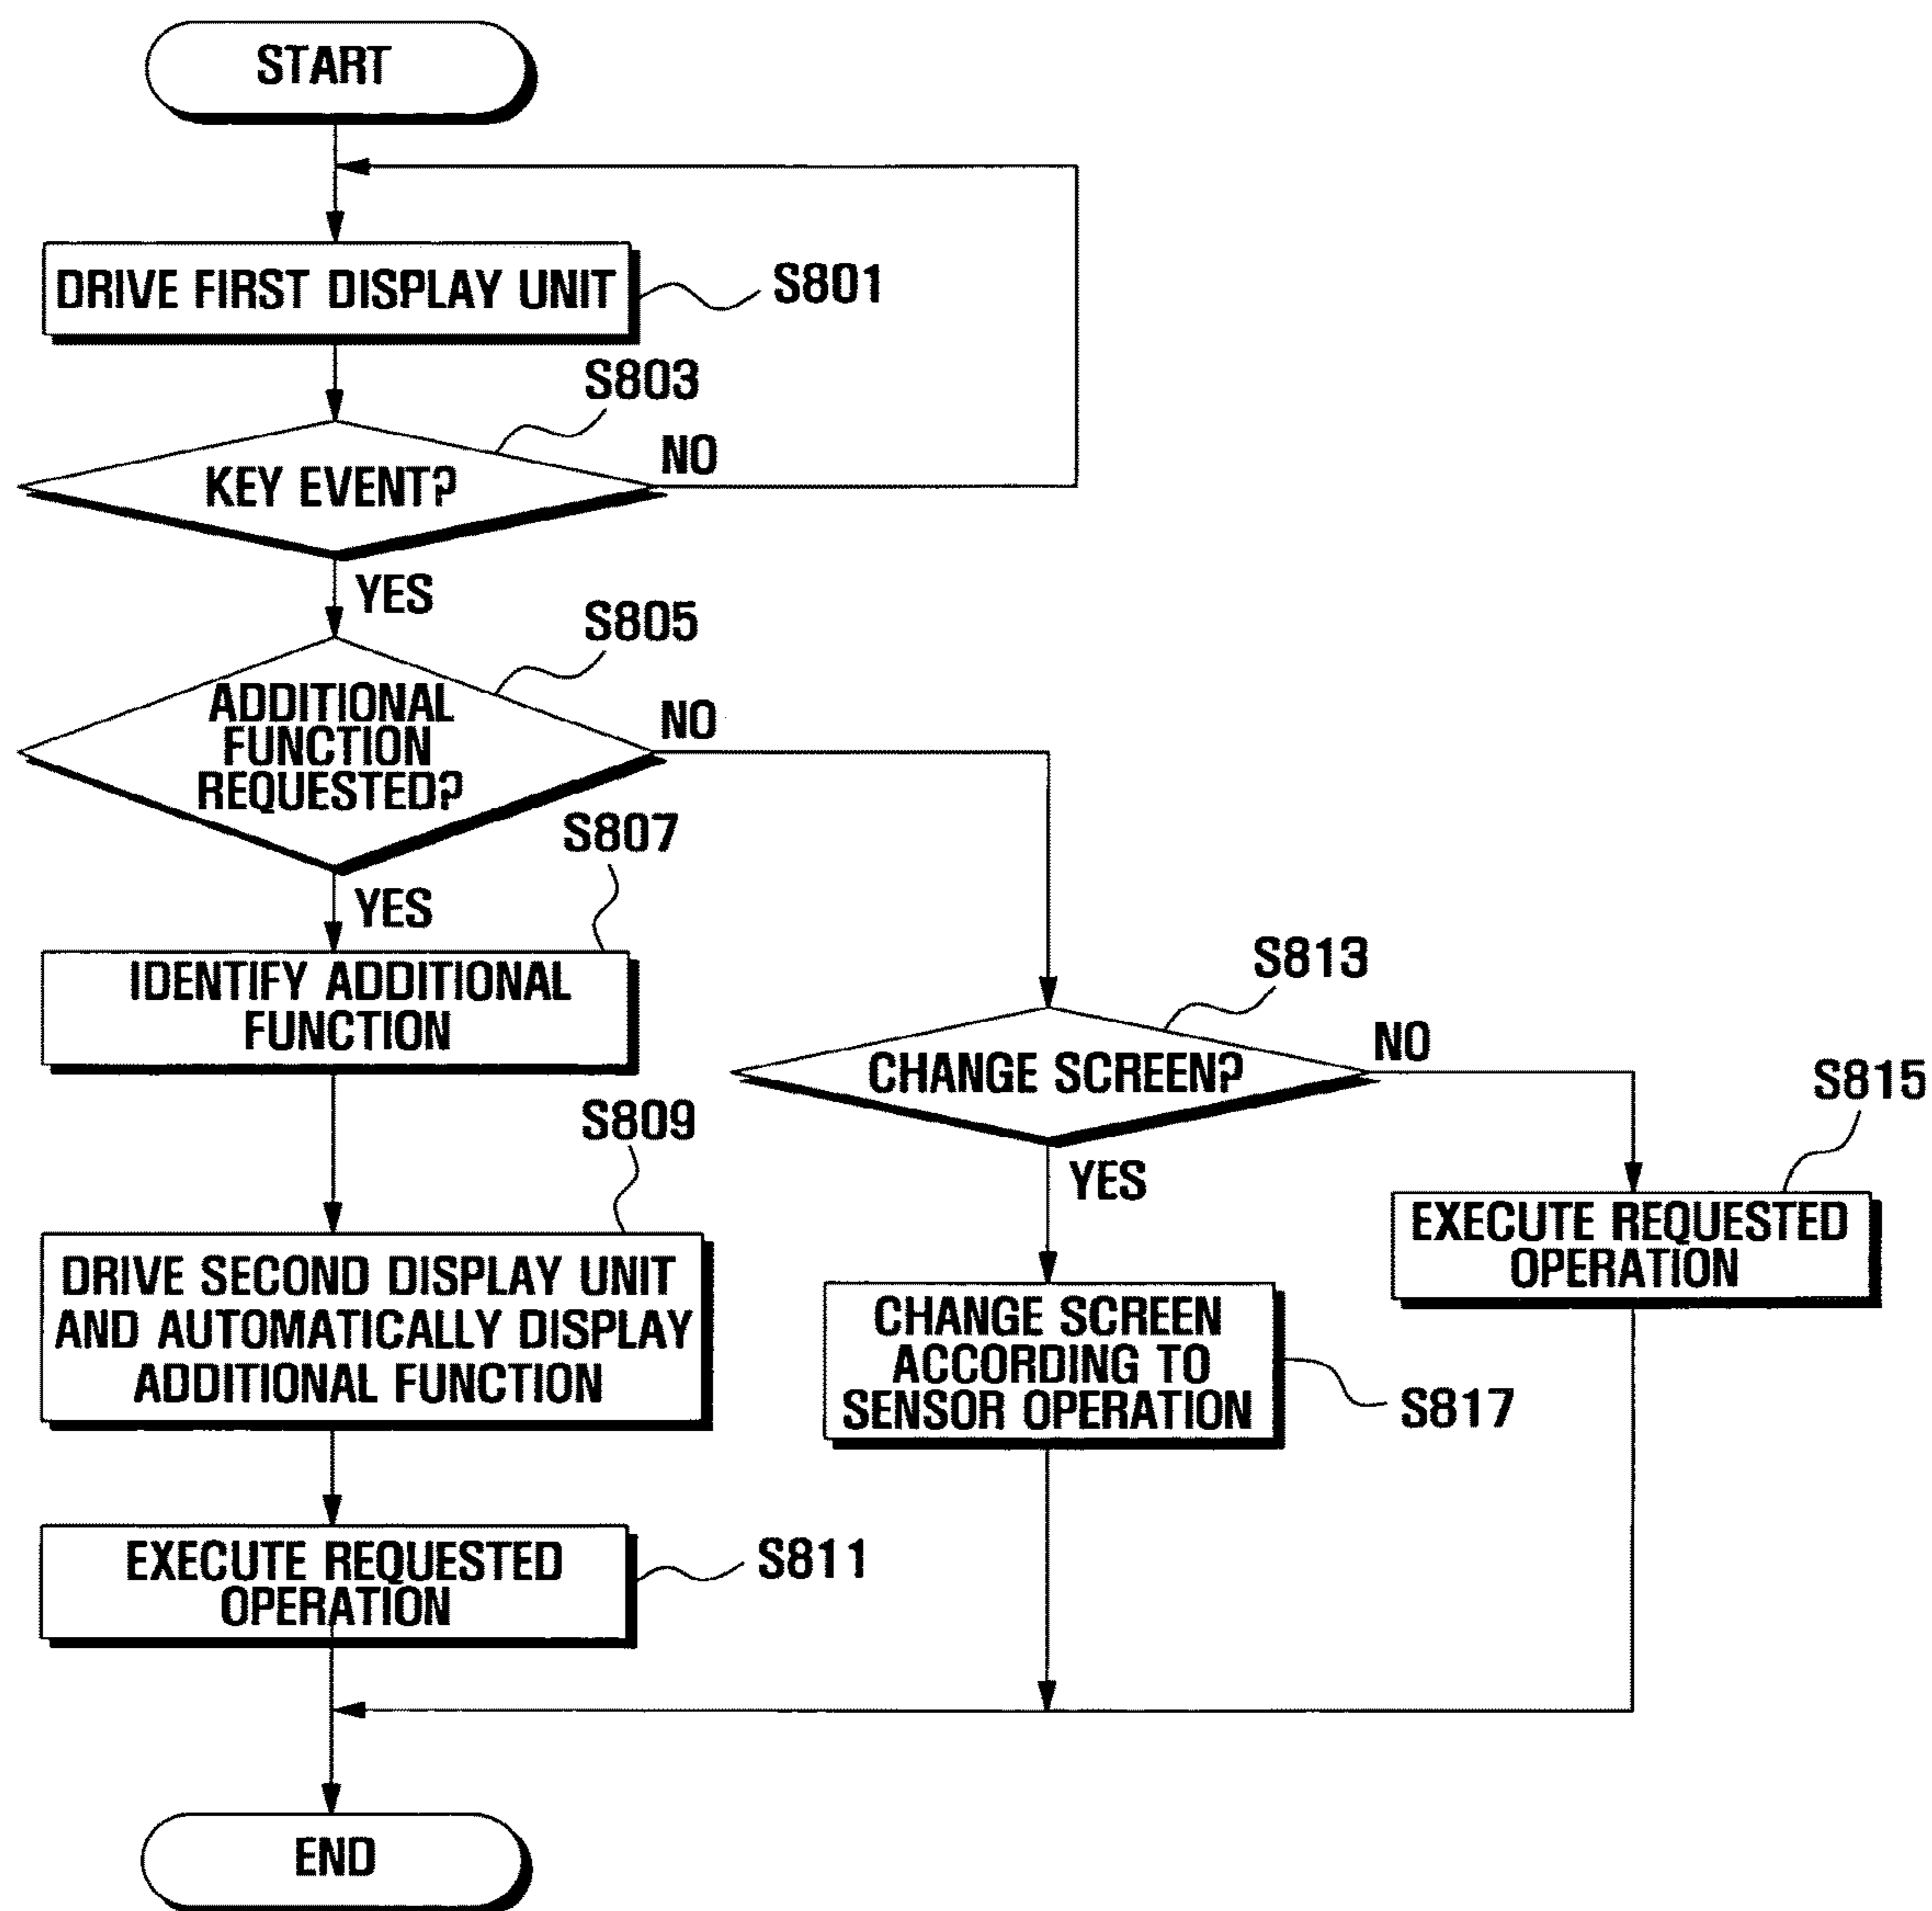 START
DRIVE FIRST DISPLAY UNIT
S801
S803
KEY EVENT?
NO
YES
S805
ADDITIONAL
FUNCTION
REQUESTED?
NO
S807
YES
IDENTIFY ADDITIONAL
FUNCTION
S813
CHANGE SCREEN?
NO
S815
YES
EXECUTE REQUESTED
OPERATION
S809
DRIVE SECOND DISPLAY UNIT
AND AUTOMATICALLY DISPLAY
ADDITIONAL FUNCTION
CHANGE SCREEN
ACCORDING TO
SENSOR OPERATION
S817
EXECUTE REQUESTED
OPERATION
S811
END